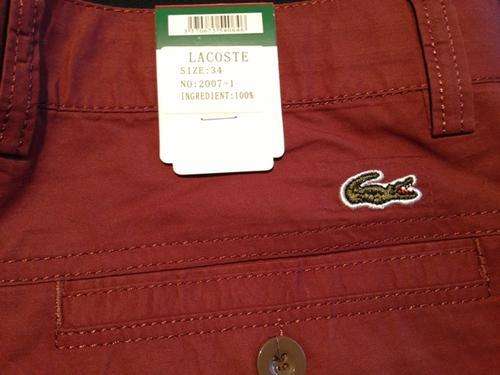 LACOSTE
SIZE:34
NO:2007-1
INGREDIENT:100%